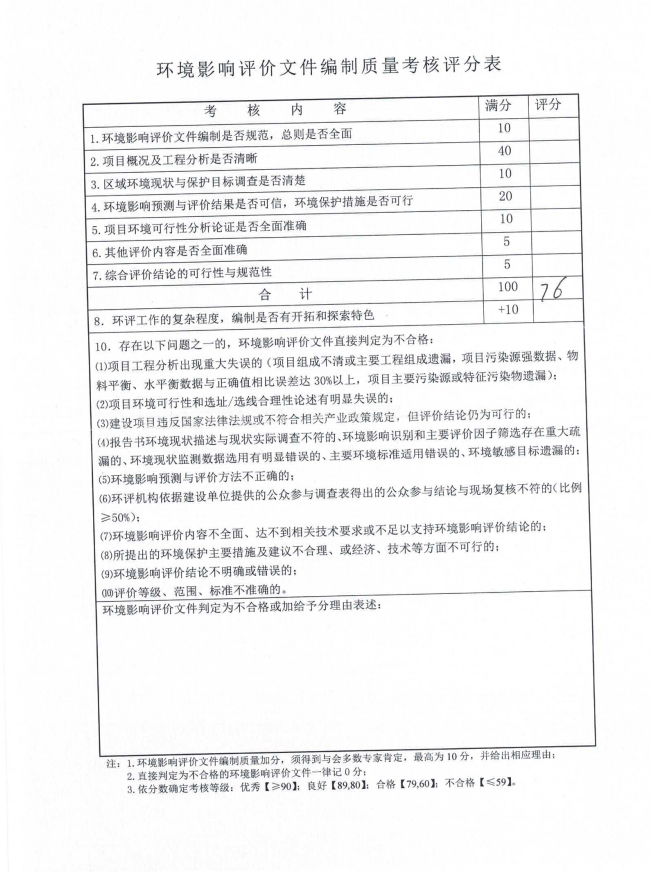 环境影响评价文件编制质量考核评分表
考 核 内 容 满分 评分
1.环境影响评价文件编制是否规范，总则是否全面 10
2.项目概况及工程分析是否清晰 40
3.区域环境现状与保护目标调查是否清楚 10
4.环境影响预测与评价结果是否可信，环境保护措施是否可行 20
5.项目环境可行性分析论证是否全面准确 10
6.其他评价内容是否全面准确 5
7.综合评价结论的可行性与规范性 5
合 计 100 76
8．环评工作的复杂程度，编制是否有开拓和探索特色 +10
10．存在以下问题之一的，环境影响评价文件直接判定为不合格：
⑴项目工程分析出现重大失误的（项目组成不清或主要工程组成遗漏，项目污染源强数据、物
料平衡、水平衡数据与正确值相比误差达 30%以上，项目主要污染源或特征污染物遗漏）；
⑵项目环境可行性和选址/选线合理性论述有明显失误的；
⑶建设项目违反国家法律法规或不符合相关产业政策规定，但评价结论仍为可行的；
⑷报告书环境现状描述与现状实际调查不符的、环境影响识别和主要评价因子筛选存在重大疏
漏的、环境现状监测数据选用有明显错误的、主要环境标准适用错误的、环境敏感目标遗漏的；
⑸环境影响预测与评价方法不正确的；
⑹环评机构依据建设单位提供的公众参与调查表得出的公众参与结论与现场复核不符的（比例
≥50%）；
⑺环境影响评价内容不全面、达不到相关技术要求或不足以支持环境影响评价结论的；
⑻所提出的环境保护主要措施及建议不合理、或经济、技术等方面不可行的；
⑼环境影响评价结论不明确或错误的；
⑽评价等级、范围、标准不准确的。
环境影响评价文件判定为不合格或加给予分理由表述：
注：1.环境影响评价文件编制质量加分，须得到与会多数专家肯定，最高为 10 分，并给出相应理由；
2.直接判定为不合格的环境影响评价文件一律记 0 分；
3.依分数确定考核等级：优秀【≥90】；良好【89,80】；合格【79,60】；不合格【≤59】。